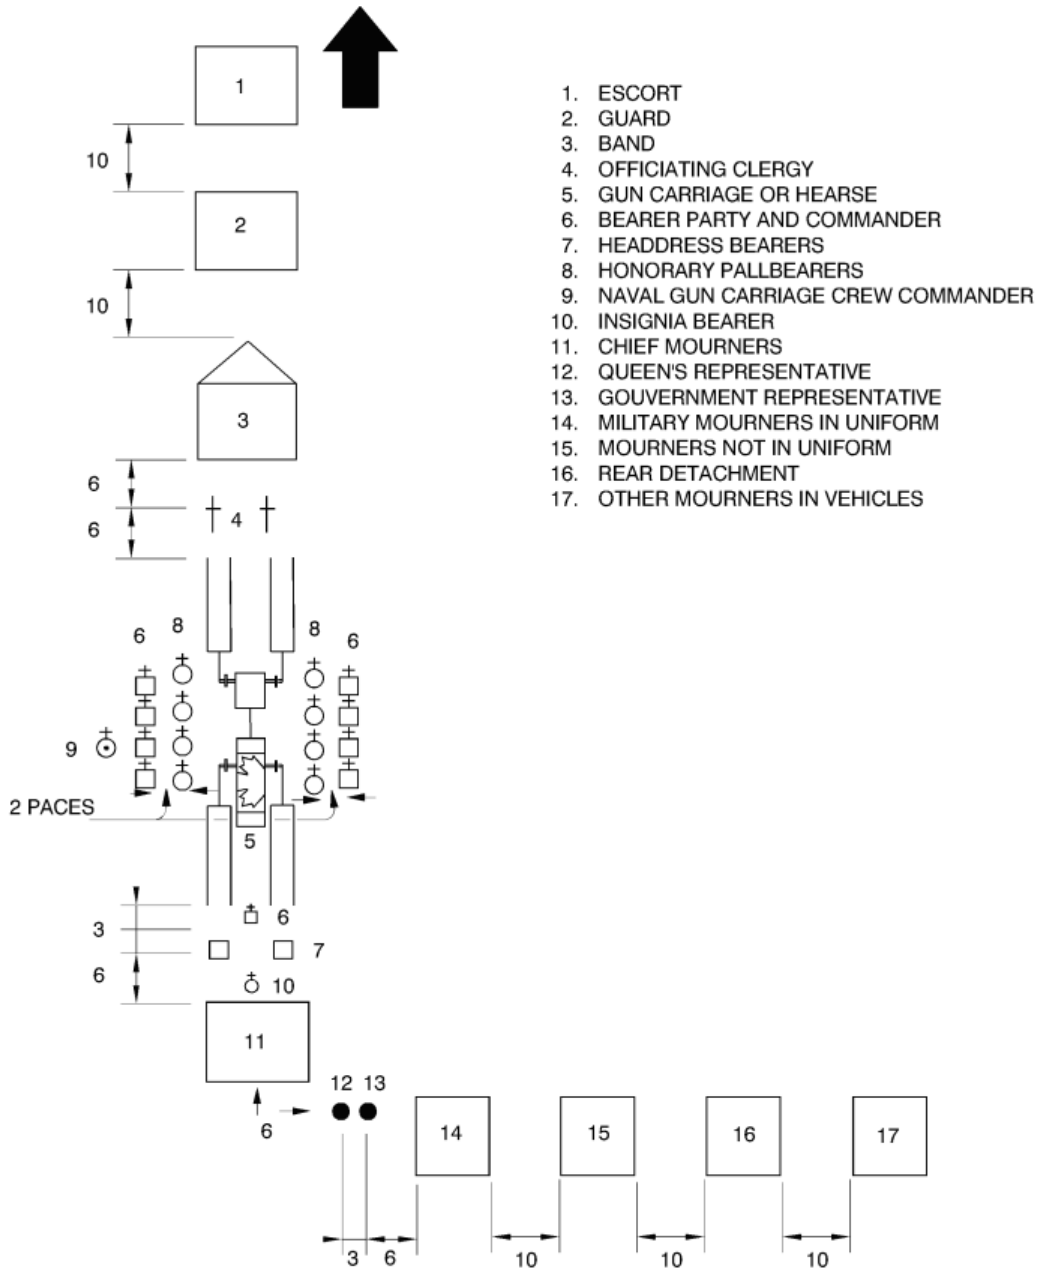 1
10
2
10
3
6
4
6
6 8 8 6
9
2 PACES
5
3
6
7
6
10
11
12 13
6
14 15 16 17
3 6 10 10 10
1. ESCORT
2. GUARD
3. BAND
4. OFFICIATING CLERGY
5. GUN CARRIAGE OR HEARSE
6. BEARER PARTY AND COMMANDER
7. HEADDRESS BEARERS
8. HONORARY PALLBEARERS
9. NAVAL GUN CARRIAGE CREW COMMANDER
10. INSIGNIA BEARER
11. CHIEF MOURNERS
12. QUEEN'S REPRESENTATIVE
13. GOUVERNMENT REPRESENTATIVE
14. MILITARY MOURNERS IN UNIFORM
15. MOURNERS NOT IN UNIFORM
16. REAR DETACHMENT
17. OTHER MOURNERS IN VEHICLES